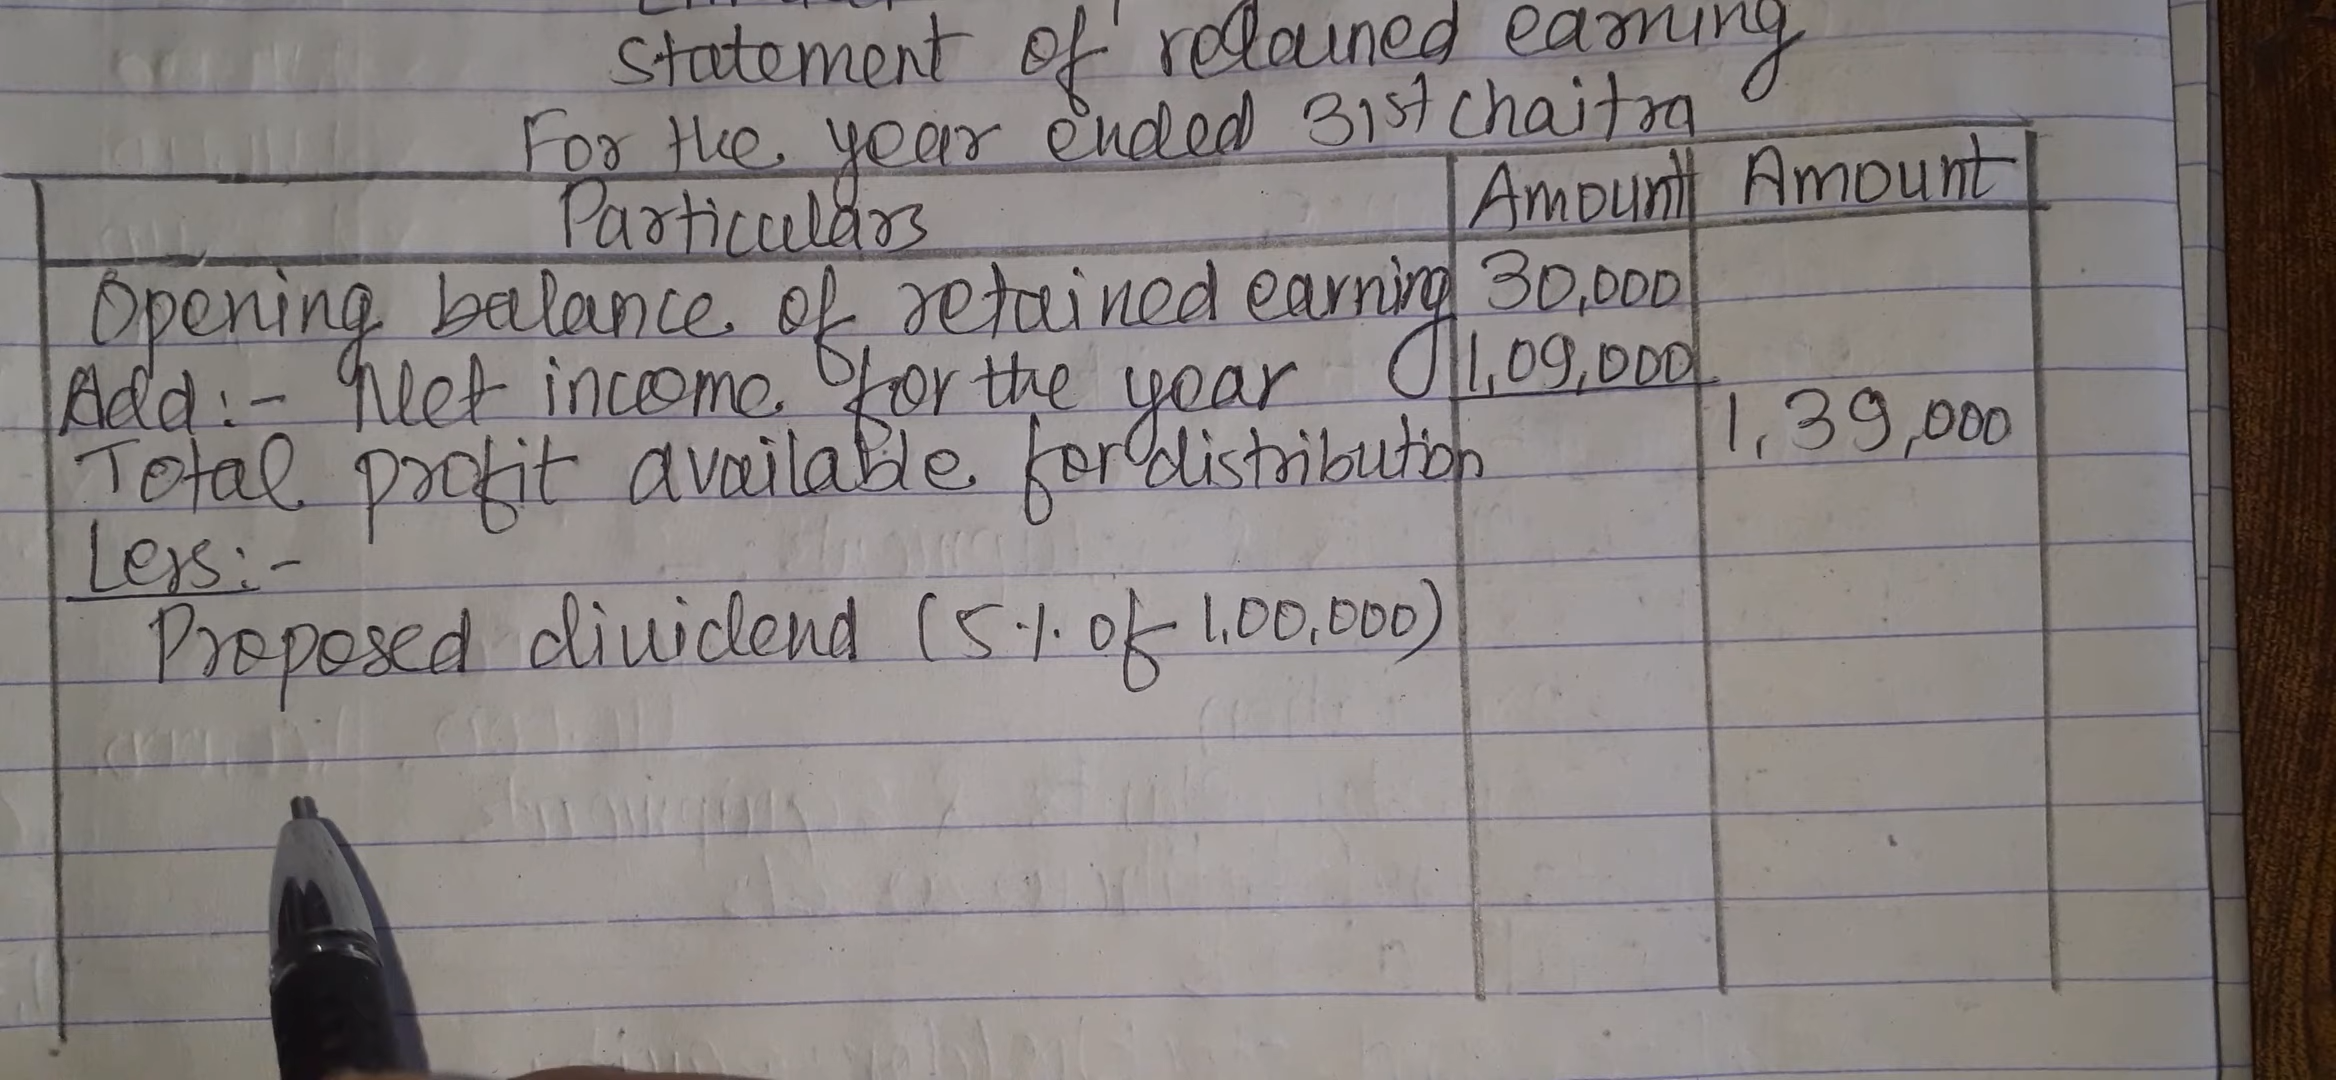 Statement of retained earning
For the year ended 31st chaitra
Particulars Amount Amount
Opening balance of retained earning 30,000
Add:- Net income for the year 1,09,000
Total profit available for distribution 1,39,000
Less:-
Proposed dividend (5% of 1,00,000)